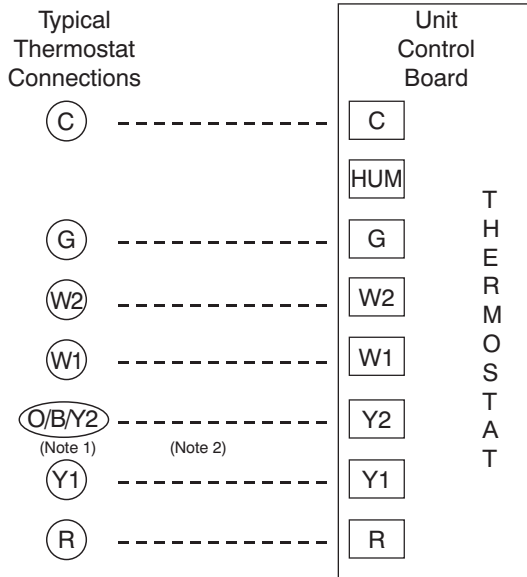 Typical
Thermostat
Connections
Unit
Control
Board
C
C
HUM
G
G
W2
W2
W1
W1
O/B/Y2
Y2
(Note 1)
(Note 2)
Y1
Y1
R
R
THERMOSTAT